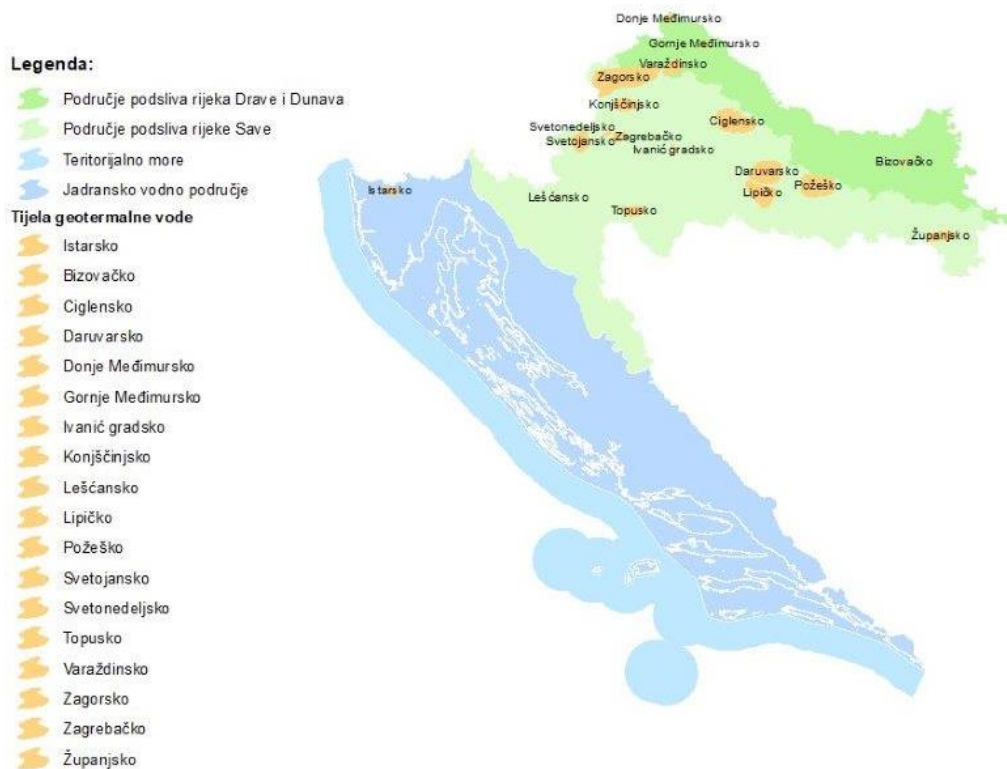 Legenda:
Područje podsliva rijeka Drave i Dunava
Područje podsliva rijeke Save
Teritorijalno more
Jadransko vodno područje
Tijela geotermalne vode
Istarsko
Bizovačko
Ciglensko
Daruvarsko
Donje Međimursko
Gornje Međimursko
Ivanić gradsko
Konjščinjsko
Lešćansko
Lipičko
Požeško
Svetojansko
Svetonedeljsko
Topusko
Varaždinsko
Zagorsko
Zagrebačko
Županjsko
Donje Međimursko
Gornje Međimursko
Varaždinsko
Zagorsko
Konjščinjsko
Ciglensko
Svetonedeljsko
Svetojansko
Zagrebačko
Ivanić gradsko
Bizovačko
Daruvarsko
Požeško
Lipičko
Istarsko
Lešćansko
Topusko
Županjsko